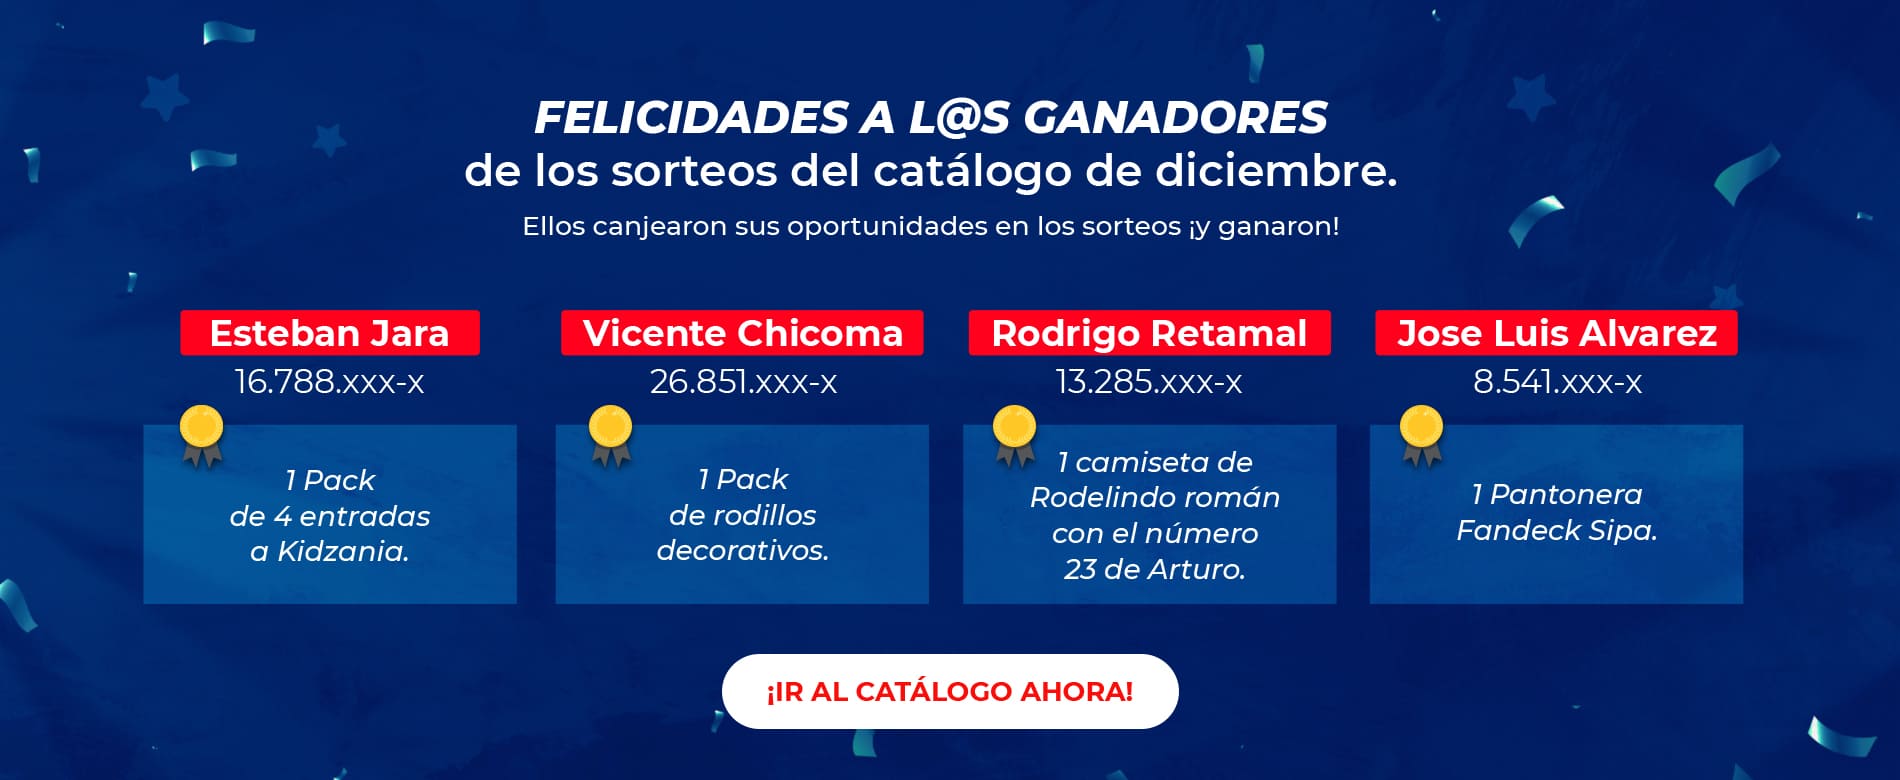 FELICIDADES A L@S GANADORES
de los sorteos del catálogo de diciembre.
Ellos canjearon sus oportunidades en los sorteos ¡y ganaron!
Esteban Jara
16.788.xxx-x
1 Pack
de 4 entradas
a Kidzania.
Vicente Chicoma
26.851.xxx-x
1 Pack
de rodillos
decorativos.
Rodrigo Retamal
13.285.xxx-x
1 camiseta de
Rodelindo román
con el número
23 de Arturo.
Jose Luis Alvarez
8.541.xxx-x
1 Pantonera
Fandeck Sipa.
¡IR AL CATÁLOGO AHORA!